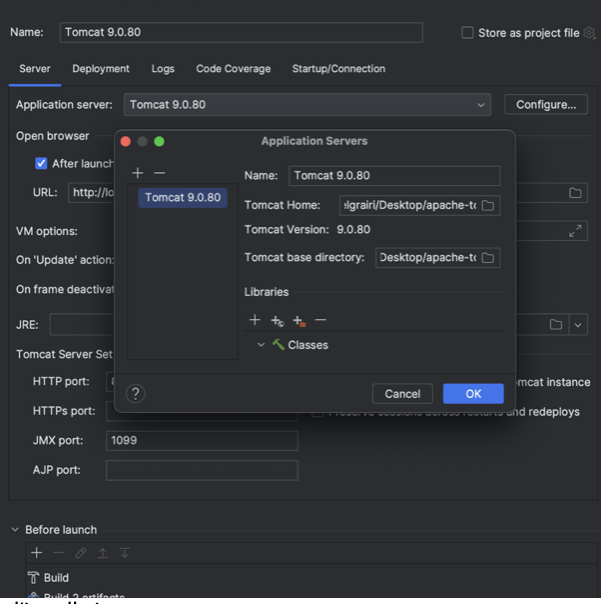 Name: Tomcat 9.0.80 Store as project file
Server Deployment Logs Code Coverage Startup/Connection
Application server: Tomcat 9.0.80 Configure...
Open browser
After launch
URL: http://lo
VM options:
On 'Update' action:
On frame deactivat
JRE:
Tomcat Server Set
HTTP port: 8
HTTPs port:
JMX port: 1099
AJP port:
Application Servers
Tomcat 9.0.80
Name: Tomcat 9.0.80
Tomcat Home: elgrairi/Desktop/apache-to
Tomcat Version: 9.0.80
Tomcat base directory: Desktop/apache-to
Libraries
Classes
? Cancel OK
omcat instance
Preserve sessions across restarts and redeploys
Before launch
Build
Build 2 artifacts